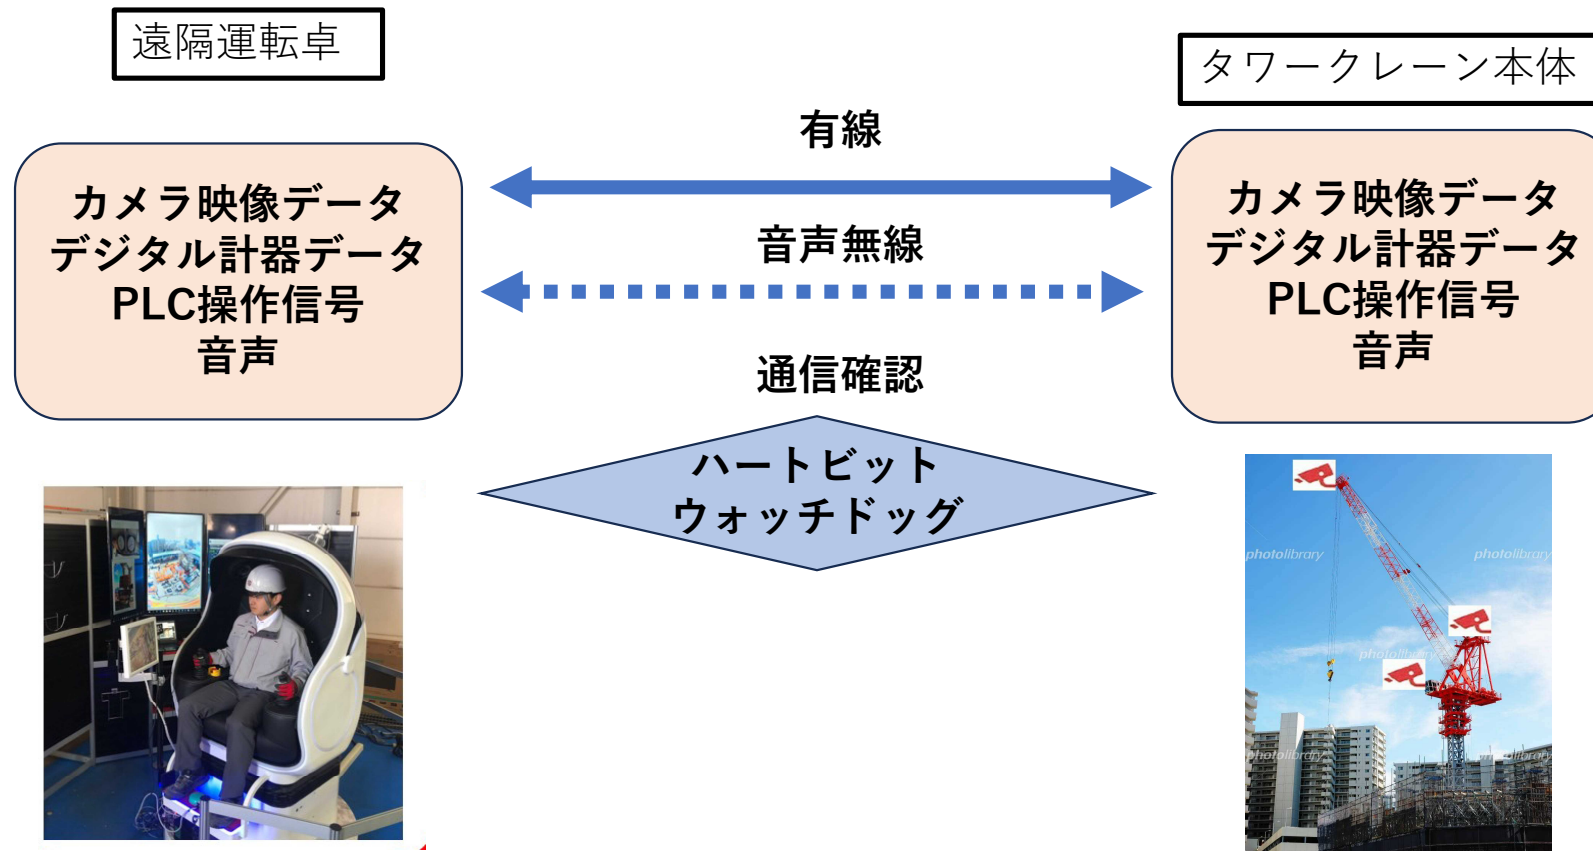 遠隔運転卓
タワークレーン本体
有線
カメラ映像データ
デジタル計器データ
PLC操作信号
音声
音声無線
カメラ映像データ
デジタル計器データ
PLC操作信号
音声
通信確認
ハートビット
ウォッチドッグ
photolibrary
photolibrary
photolibrary
photolibrary
photolibrary